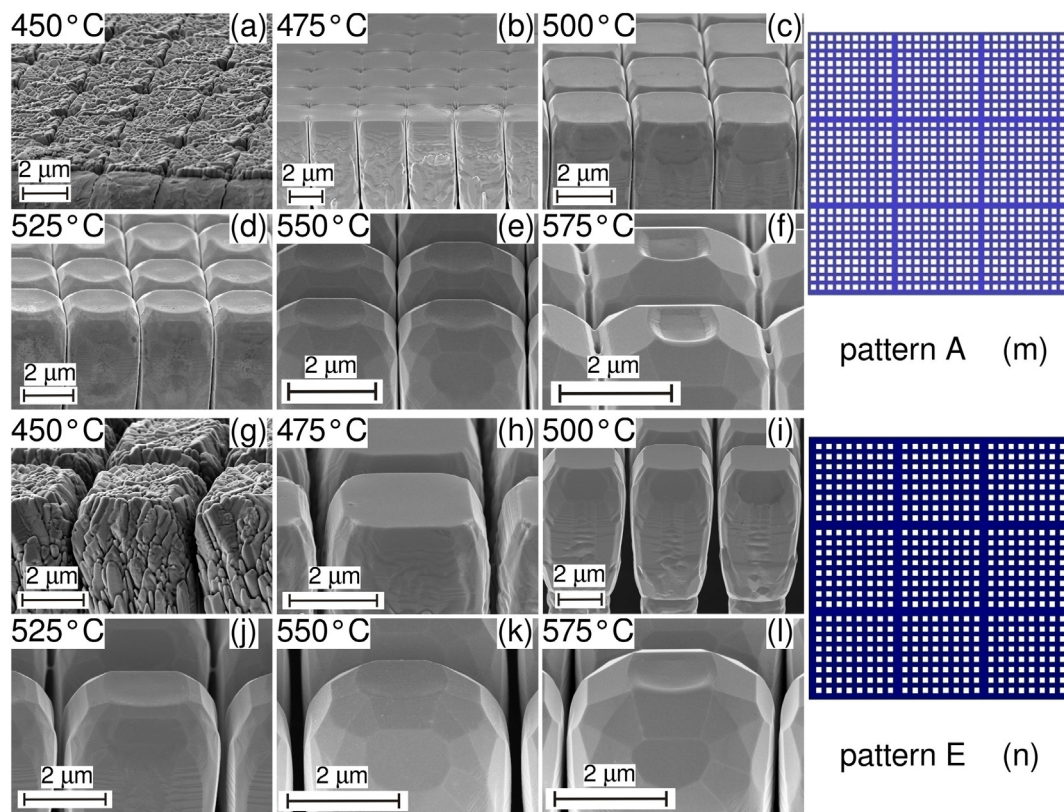 450°C (a) 475°C (b) 500°C (c)
2 μm 2 μm 2 μm
525°C (d) 550°C (e) 575°C (f)
2 μm 2 μm 2 μm
pattern A (m)
450°C (g) 475°C (h) 500°C (i)
2 μm 2 μm 2 μm
525°C (j) 550°C (k) 575°C (l)
2 μm 2 μm 2 μm
pattern E (n)